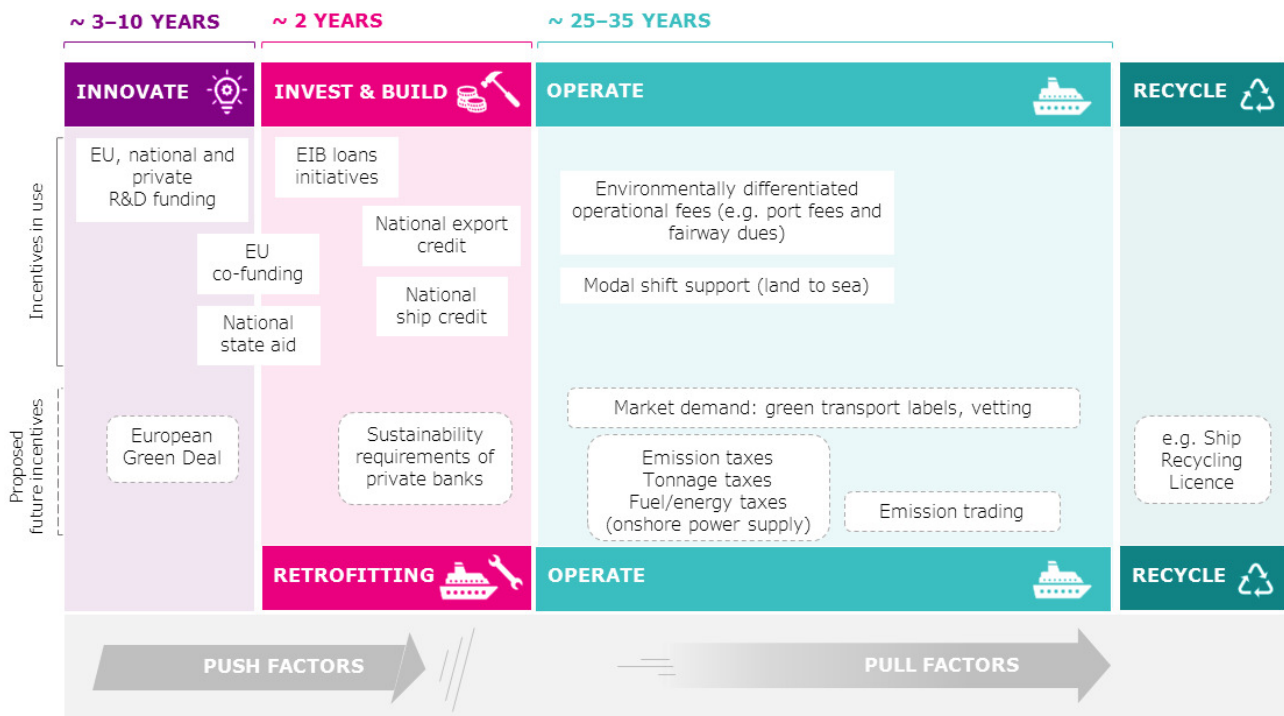 ~ 3–10 YEARS
~ 2 YEARS
~ 25–35 YEARS
INNOVATE
INVEST & BUILD
OPERATE
RECYCLE
Incentives in use
EU, national and
private
R&D funding
EU
co-funding
National
state aid
EIB loans
initiatives
National export
credit
National
ship credit
Environmentally differentiated
operational fees (e.g. port fees and
fairway dues)
Modal shift support (land to sea)
Proposed
future incentives
European
Green Deal
Sustainability
requirements of
private banks
Market demand: green transport labels, vetting
Emission taxes
Tonnage taxes
Fuel/energy taxes
(onshore power supply)
Emission trading
e.g. Ship
Recycling
Licence
RETROFITTING
OPERATE
RECYCLE
PUSH FACTORS
PULL FACTORS